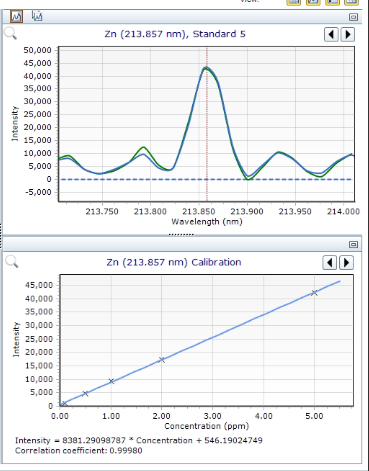 view:
Zn (213.857 nm), Standard 5
50,000
45,000
40,000
35,000
30,000
25,000
20,000
15,000
10,000
5,000
0
-5,000
Intensity
213.750 213.800 213.850 213.900 213.950 214.000
Wavelength (nm)
Zn (213.857 nm) Calibration
45,000
40,000
35,000
30,000
25,000
20,000
15,000
10,000
5,000
0
Intensity
0.00 1.00 2.00 3.00 4.00 5.00
Concentration (ppm)
Intensity = 8381.29098787 * Concentration + 546.19024749
Correlation coefficient: 0.99980